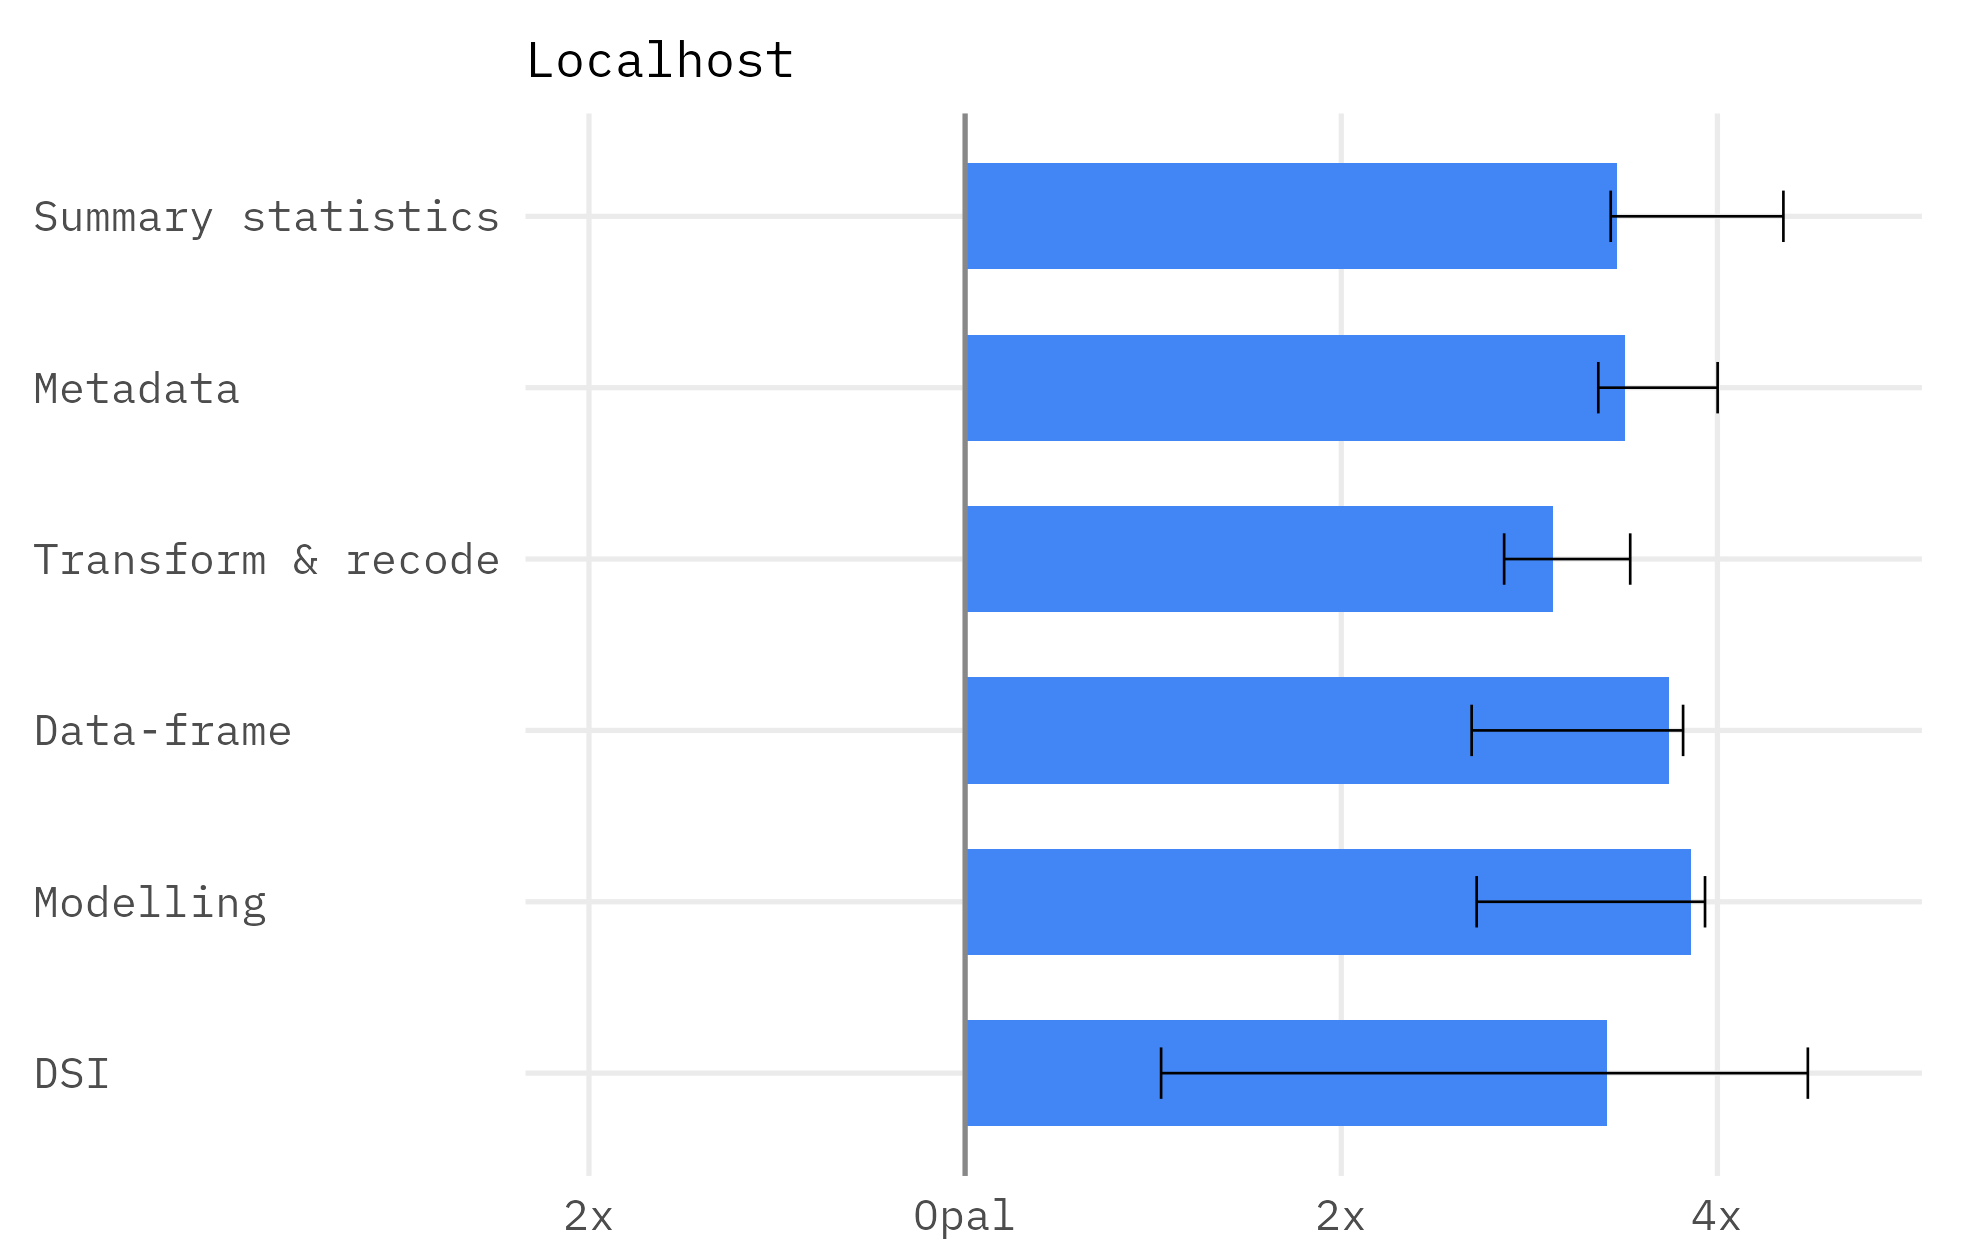 Localhost
Summary statistics
Metadata
Transform & recode
Data-frame
Modelling
DSI
2x Opal 2x 4x